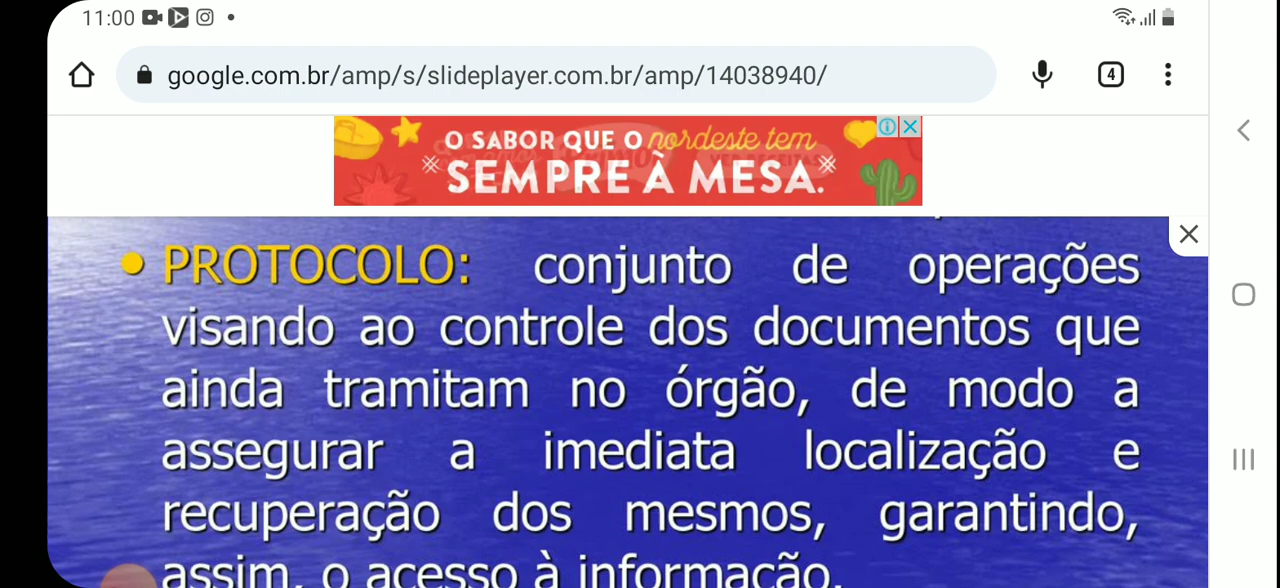 11:00
google.com.br/amp/s/slideplayer.com.br/amp/14038940/
4
O SABOR QUE O nordeste tem
SEMPRE À MESA.
PROTOCOLO: conjunto de operações
visando ao controle dos documentos que
ainda tramitam no órgão, de modo a
assegurar a imediata localização e
recuperação dos mesmos, garantindo,
assim, o acesso à informação.